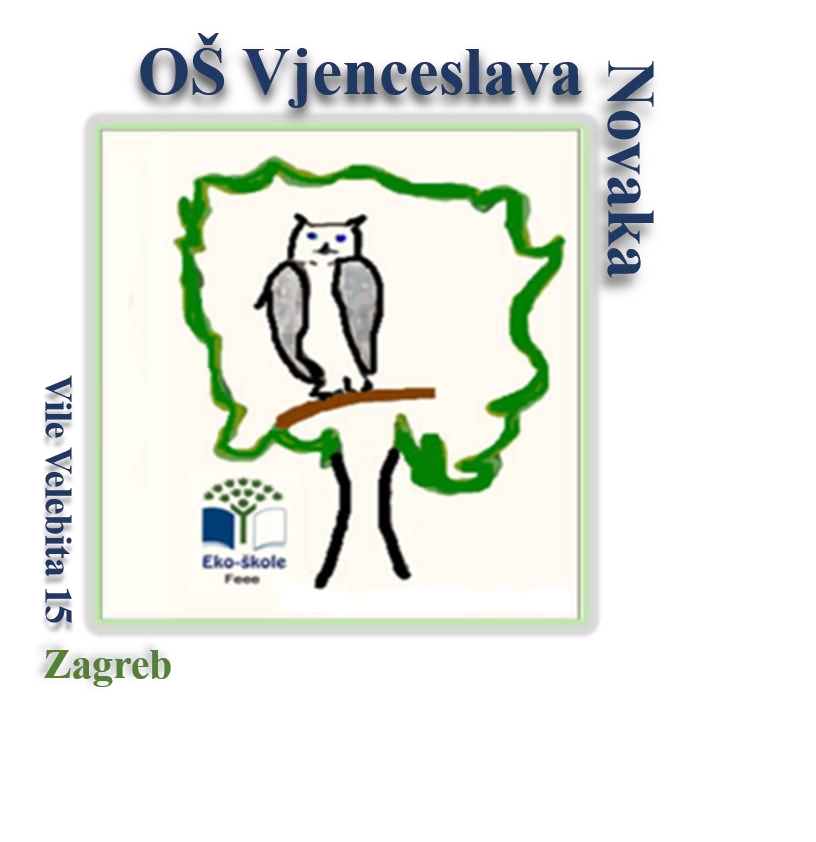 OŠ Vjenceslava
Novaka
Eko-škole
Feee
Vile Velebita 15
Zagreb